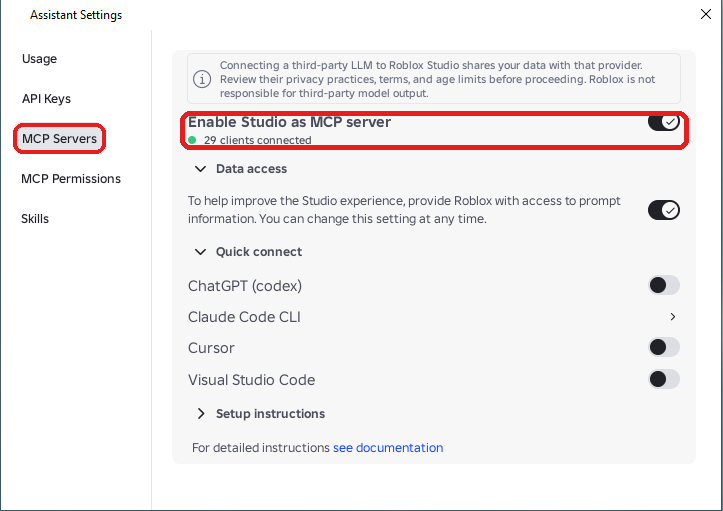 Assistant Settings
Usage
API Keys
MCP Servers
MCP Permissions
Skills
Connecting a third-party LLM to Roblox Studio shares your data with that provider.
Review their privacy practices, terms, and age limits before proceeding. Roblox is not
responsible for third-party model output.
Enable Studio as MCP server
29 clients connected
Data access
To help improve the Studio experience, provide Roblox with access to prompt
information. You can change this setting at any time.
Quick connect
ChatGPT (codex)
Claude Code CLI
Cursor
Visual Studio Code
Setup instructions
For detailed instructions see documentation